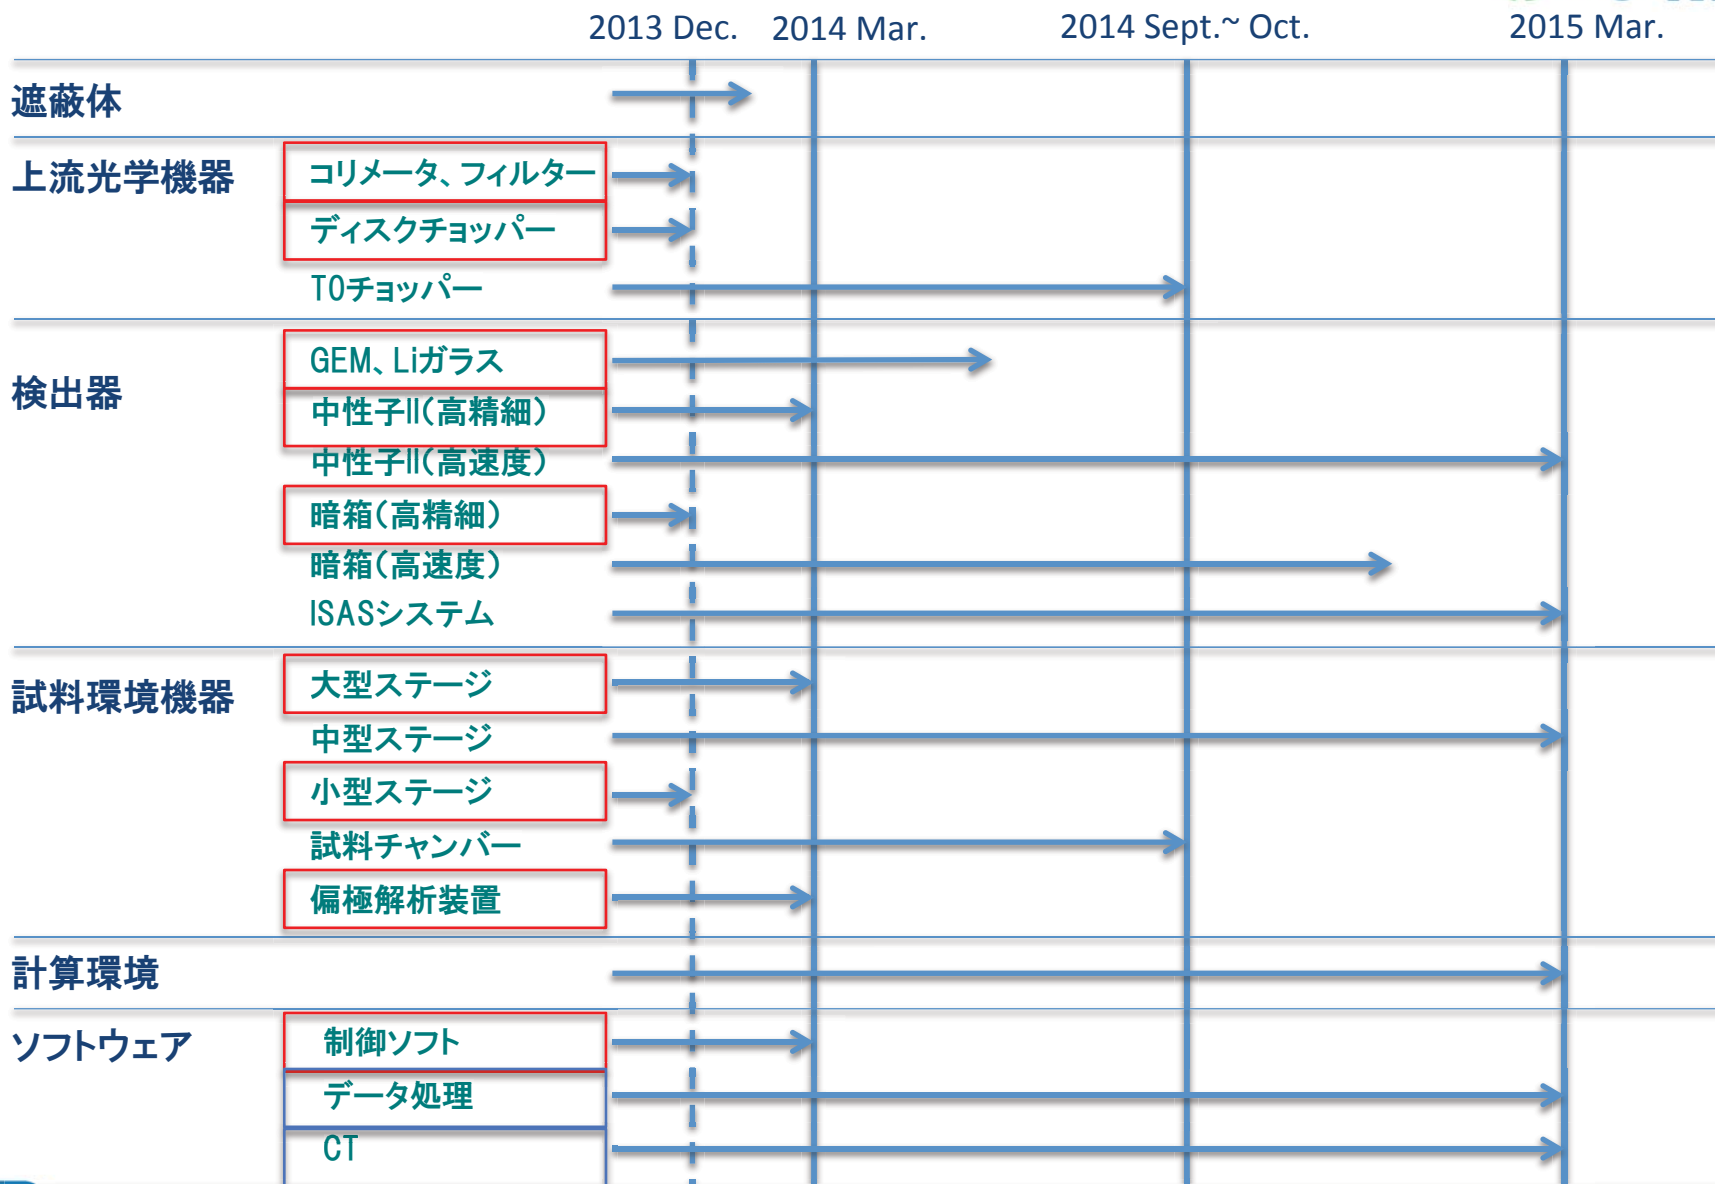 2013 Dec. 2014 Mar. 2014 Sept.~ Oct. 2015 Mar.
遮蔽体
上流光学機器 コリメータ、フィルター
ディスクチョッパー
T0チョッパー
検出器 GEM、Liガラス
中性子II(高精細)
中性子II(高速度)
暗箱(高精細)
暗箱(高速度)
ISASシステム
試料環境機器 大型ステージ
中型ステージ
小型ステージ
試料チャンバー
偏極解析装置
計算環境
ソフトウェア 制御ソフト
データ処理
CT